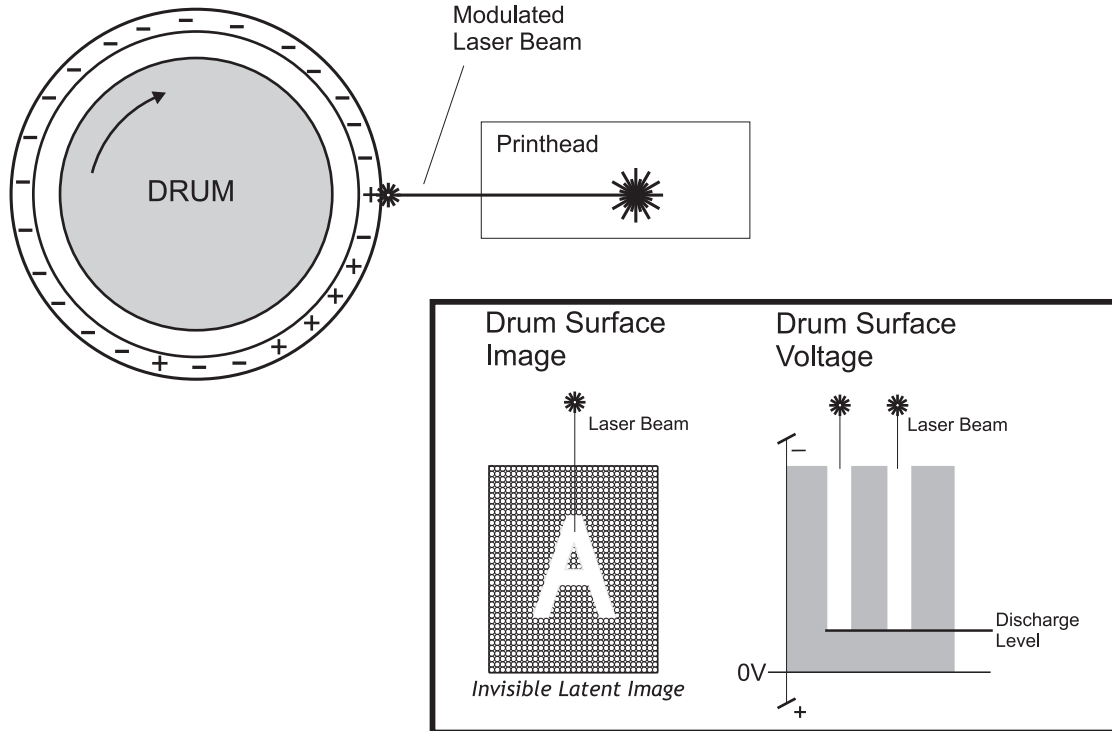 Modulated
Laser Beam
Printhead
DRUM
Drum Surface
Image
Laser Beam
Invisible Latent Image
Drum Surface
Voltage
Laser Beam
–
Discharge
Level
0V
+